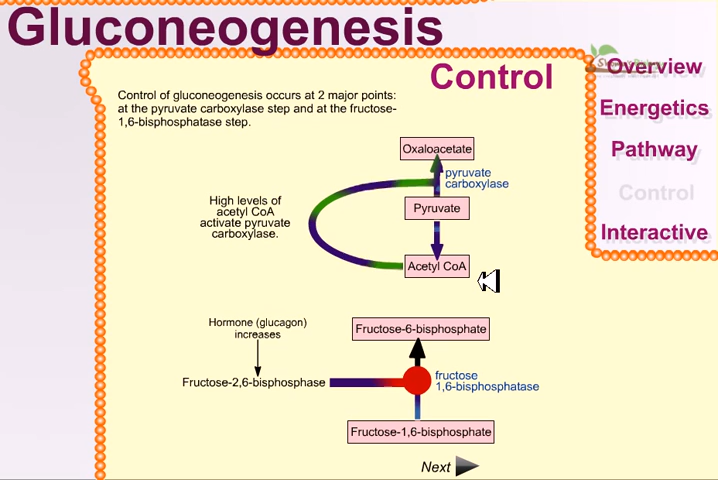 Gluconeogenesis
Control
Overview
Energetics
Pathway
Control
Interactive
Control of gluconeogenesis occurs at 2 major points:
at the pyruvate carboxylase step and at the fructose-
1,6-bisphosphatase step.
Oxaloacetate
pyruvate
carboxylase
High levels of
acetyl CoA
activate pyruvate
carboxylase.
Pyruvate
Acetyl CoA
Hormone (glucagon)
increases
Fructose-6-bisphosphate
Fructose-2,6-bisphosphase
fructose
1,6-bisphosphatase
Fructose-1,6-bisphosphate
Next